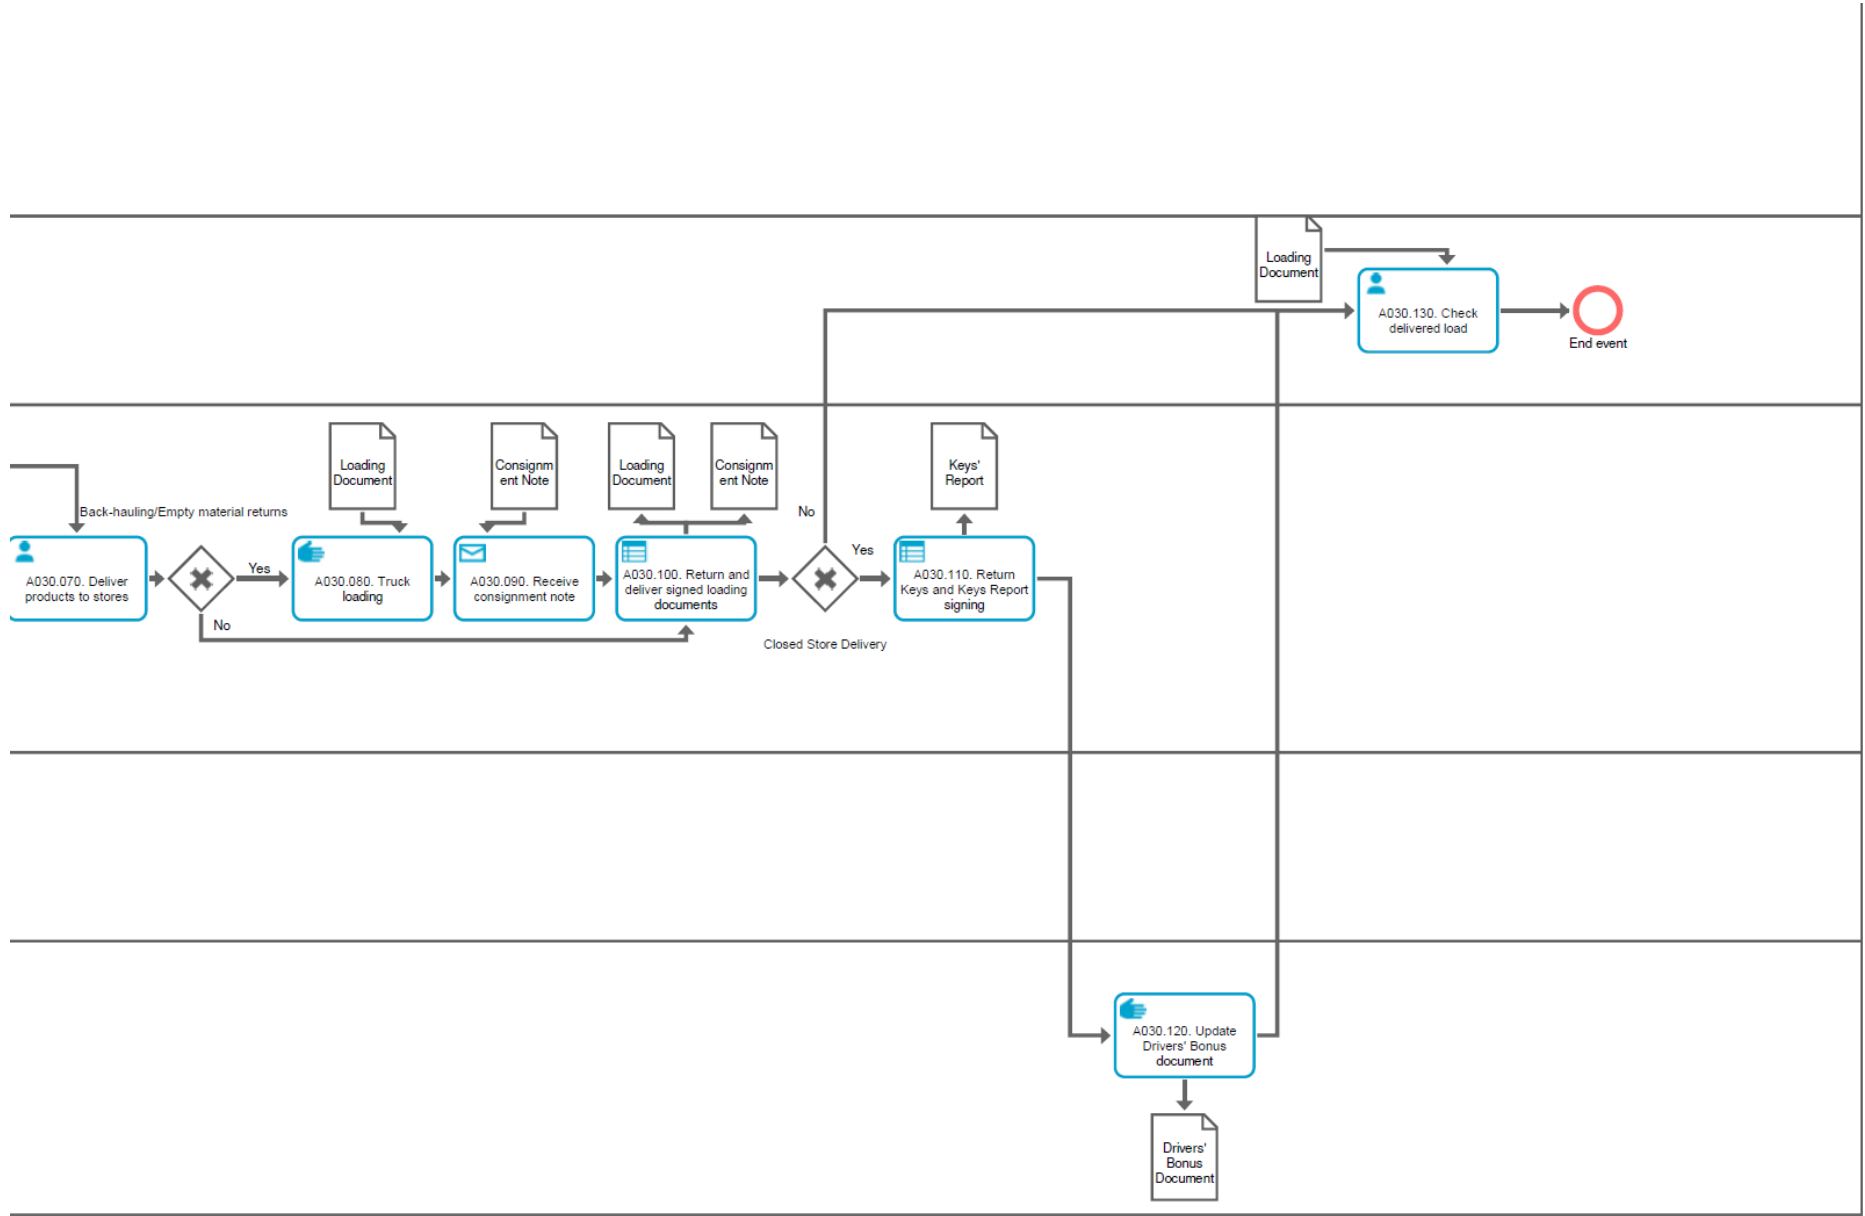 Loading
Document
A030.130. Check
delivered load
End event
Loading
Document
Consignm
ent Note
Loading
Document
Consignm
ent Note
Keys'
Report
No
Back-hauling/Empty material returns
Yes
Yes
A030.070. Deliver
products to stores
A030.080. Truck
loading
A030.090. Receive
consignment note
A030.100. Return and
deliver signed loading
documents
A030.110. Return
Keys and Keys Report
signing
No
Closed Store Delivery
A030.120. Update
Drivers' Bonus
document
Drivers'
Bonus
Document